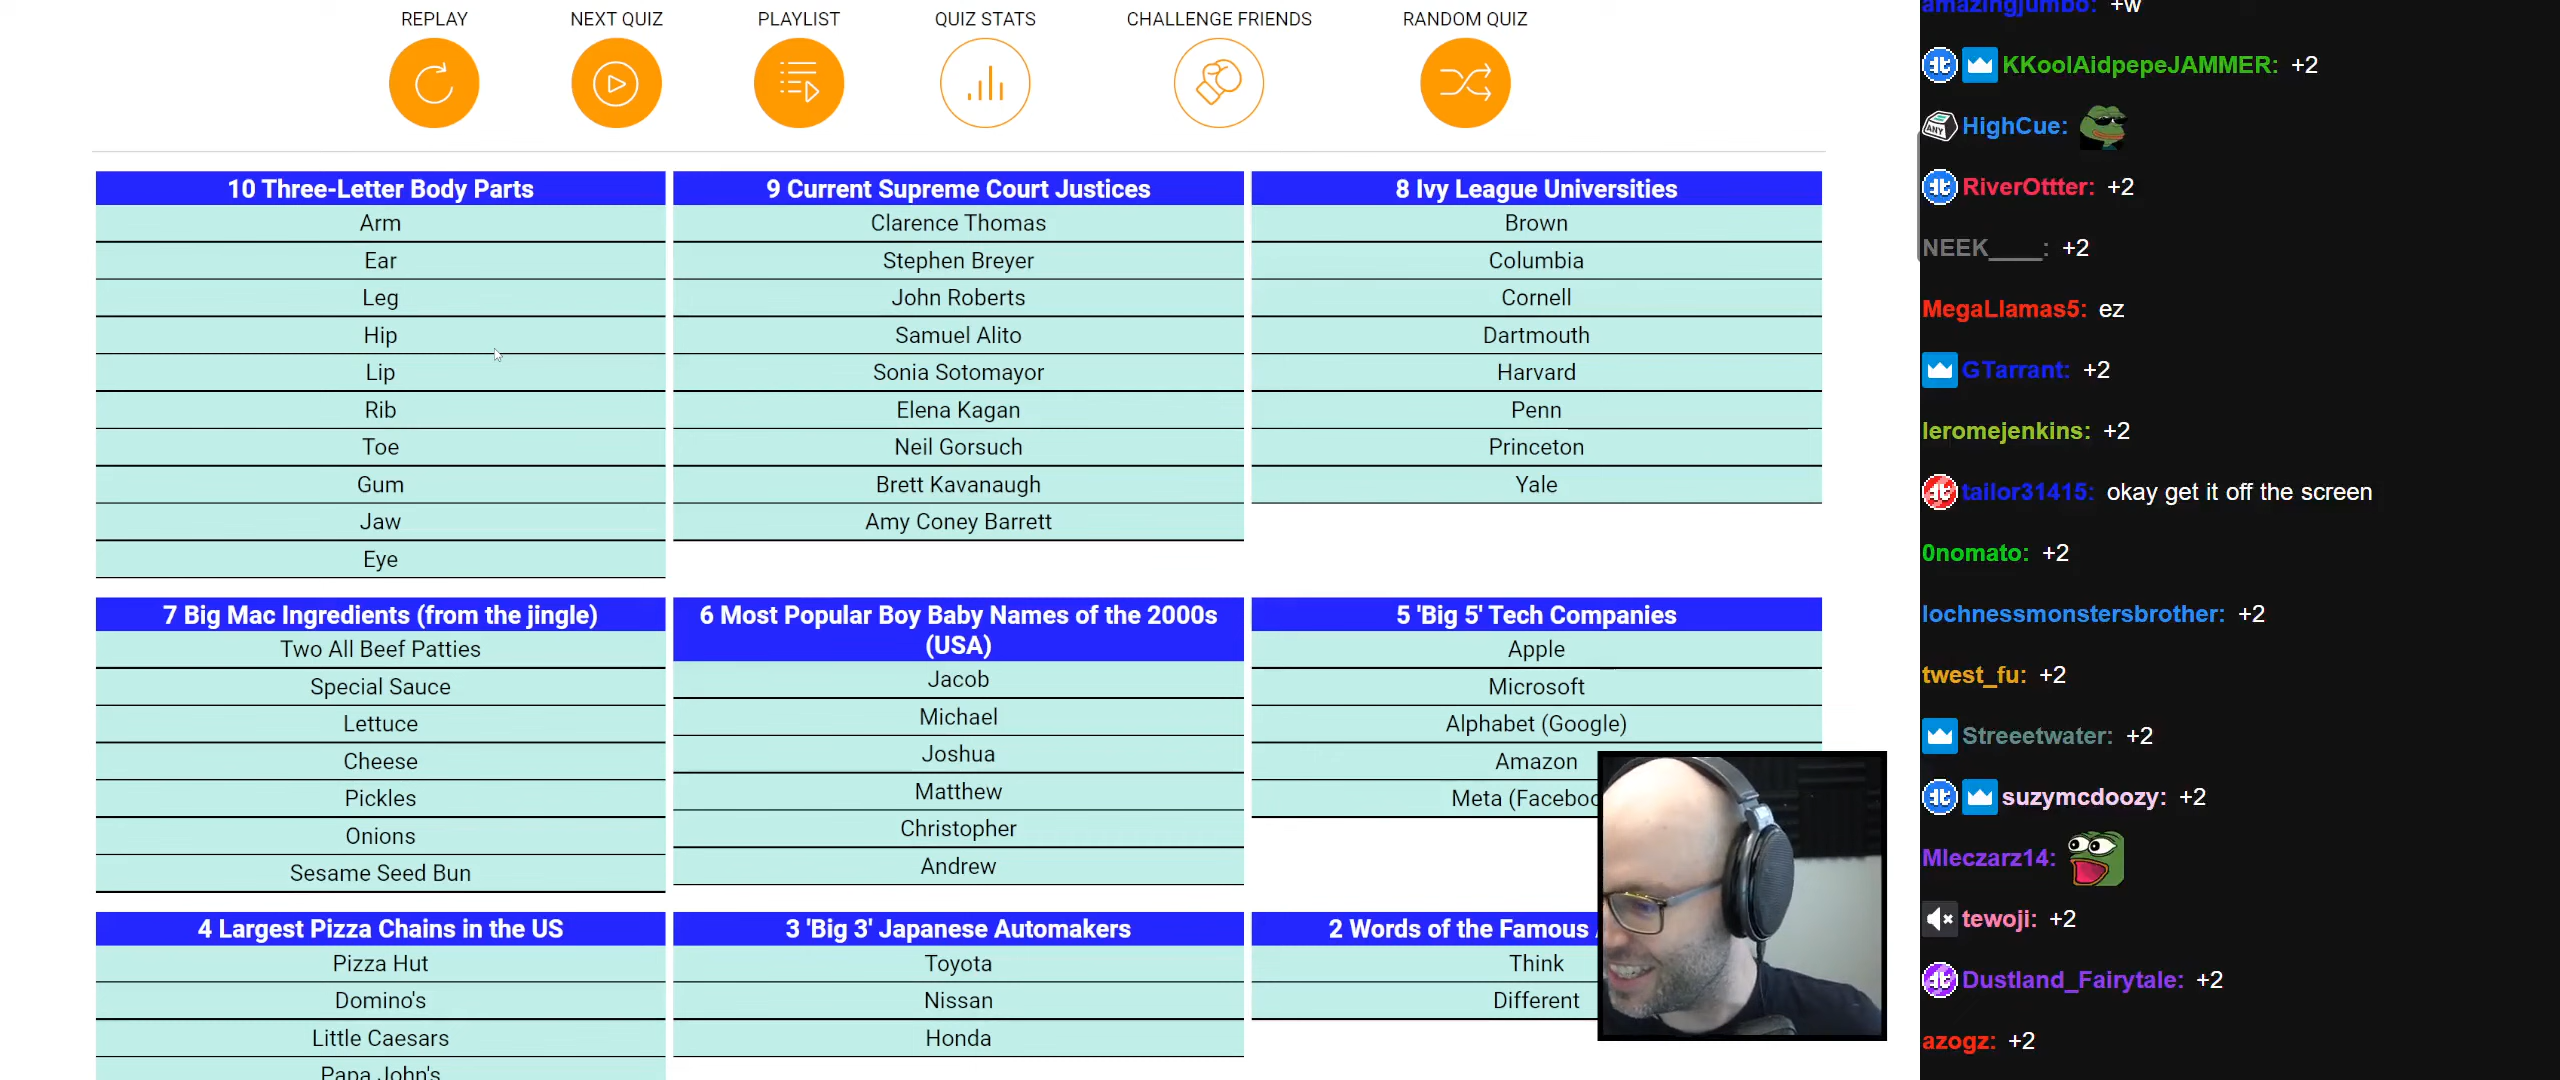 REPLAY
NEXT QUIZ
PLAYLIST
QUIZ STATS
CHALLENGE FRIENDS
RANDOM QUIZ
10 Three-Letter Body Parts
Arm
Ear
Leg
Hip
Lip
Rib
Toe
Gum
Jaw
Eye
9 Current Supreme Court Justices
Clarence Thomas
Stephen Breyer
John Roberts
Samuel Alito
Sonia Sotomayor
Elena Kagan
Neil Gorsuch
Brett Kavanaugh
Amy Coney Barrett
8 Ivy League Universities
Brown
Columbia
Cornell
Dartmouth
Harvard
Penn
Princeton
Yale
7 Big Mac Ingredients (from the jingle)
Two All Beef Patties
Special Sauce
Lettuce
Cheese
Pickles
Onions
Sesame Seed Bun
6 Most Popular Boy Baby Names of the 2000s
(USA)
Jacob
Michael
Joshua
Matthew
Christopher
Andrew
5 'Big 5' Tech Companies
Apple
Microsoft
Alphabet (Google)
Amazon
Meta (Faceboo
4 Largest Pizza Chains in the US
Pizza Hut
Domino's
Little Caesars
Papa John's
3 'Big 3' Japanese Automakers
Toyota
Nissan
Honda
2 Words of the Famous
Think
Different
amazingjumbo: +w
KKoolAidpepeJAMMER: +2
ANY HighCue:
RiverOttter: +2
NEEK____: +2
MegaLlamas5: ez
GTarrant: +2
leromejenkins: +2
tailor31415: okay get it off the screen
0nomato: +2
lochnessmonstersbrother: +2
twest_fu: +2
Streeetwater: +2
suzymcdoozy: +2
Mleczarz14:
tewoji: +2
Dustland_Fairytale: +2
azogz: +2